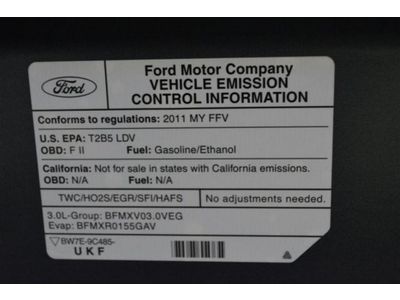 Ford
Ford Motor Company
VEHICLE EMISSION
CONTROL INFORMATION
Conforms to regulations: 2011 MY FFV
U.S. EPA: T2B5 LDV
OBD: F II Fuel: Gasoline/Ethanol
No adjustments needed.
California: Not for sale in states with California emissions.
OBD: N/A Fuel: N/A
TWC/HO2S/EGR/SFI/HAFS
3.0L-Group: BFMXV03.0VEG
Evap: BFMXR0155GAV
BW7E-9C485-
UKF